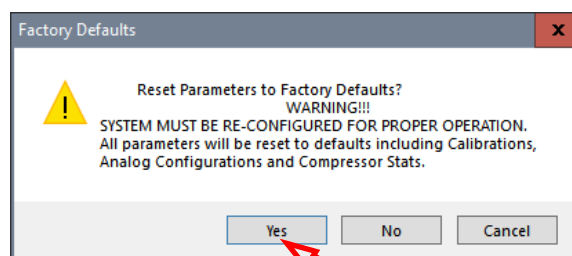 Factory Defaults
x
Reset Parameters to Factory Defaults?
WARNING!!!
SYSTEM MUST BE RE-CONFIGURED FOR PROPER OPERATION.
All parameters will be reset to defaults including Calibrations,
Analog Configurations and Compressor Stats.
Yes No Cancel